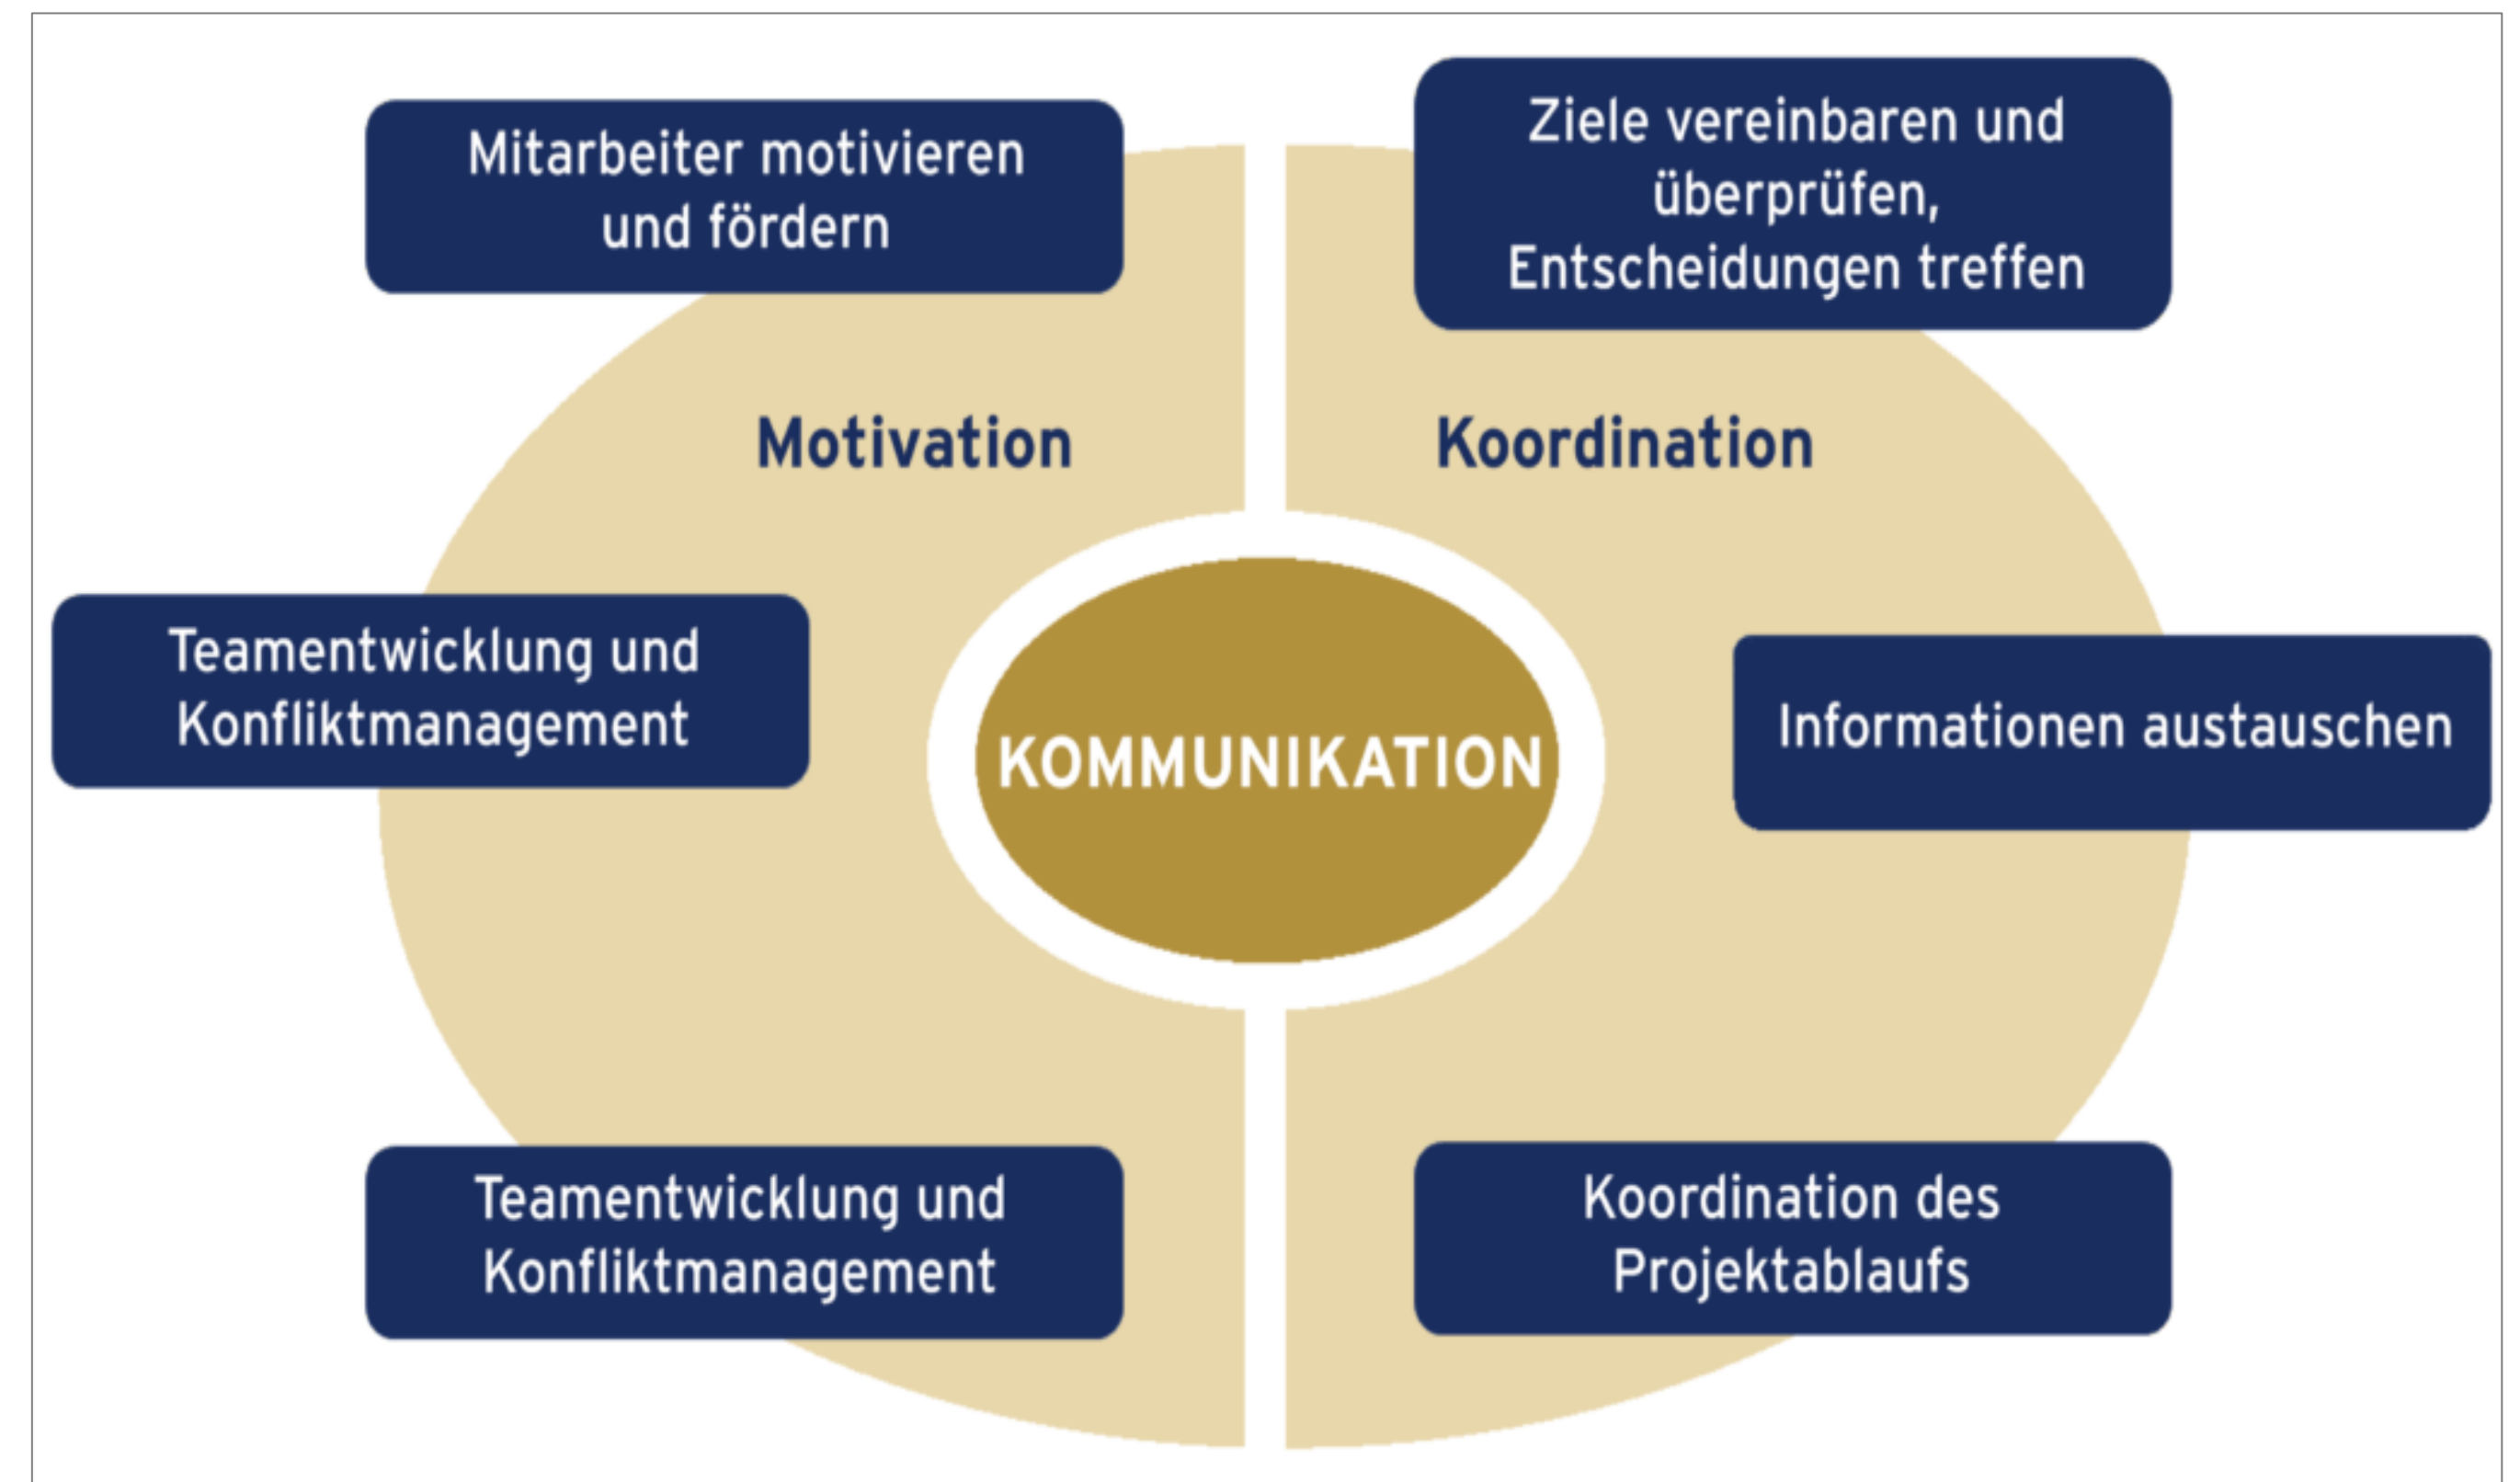 Mitarbeiter motivieren
und fördern
Ziele vereinbaren und
überprüfen,
Entscheidungen treffen
Motivation
Koordination
Teamentwicklung und
Konfliktmanagement
KOMMUNIKATION
Informationen austauschen
Teamentwicklung und
Konfliktmanagement
Koordination des
Projektablaufs